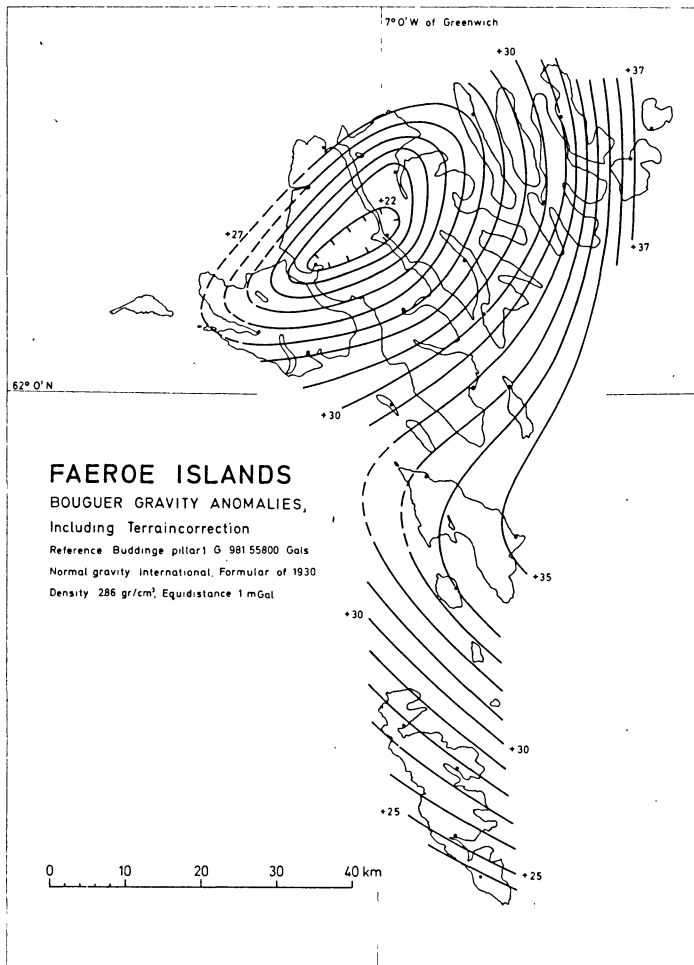 7° 0' W of Greenwich
+30
+37
+22
+27
+37
62° 0' N
+30
FAEROE ISLANDS
BOUGUER GRAVITY ANOMALIES,
Including Terraincorrection
Reference Buddinge pillar1 G 981 55800 Gals
Normal gravity International, Formular of 1930
Density 2.86 gr/cm³, Equidistance 1 mGal
+35
+30
+30
+25
+25
0 10 20 30 40 km